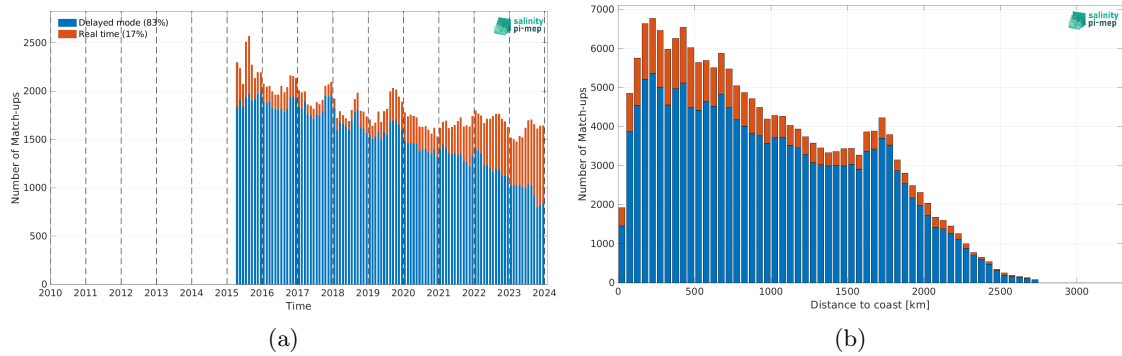 Delayed mode (83%)
Real time (17%)
salinity
pi-mep
2500
2000
1500
1000
500
0
Number of Match-ups
2010 2011 2012 2013 2014 2015 2016 2017 2018 2019 2020 2021 2022 2023 2024
Time
(a)
salinity
pi-mep
7000
6000
5000
4000
3000
2000
1000
0
Number of Match-ups
0 500 1000 1500 2000 2500 3000
Distance to coast [km]
(b)